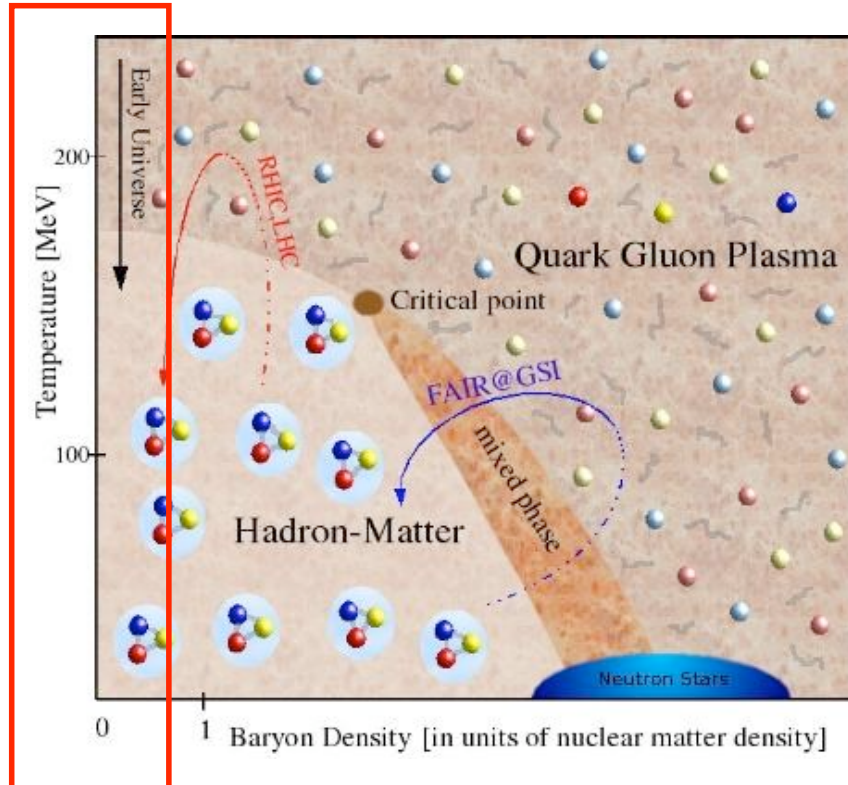 Early Universe
200
Temperature [MeV]
100
RHIC,LHC
Quark Gluon Plasma
Critical point
FAIR@GSI
mixed phase
Hadron-Matter
Neutron Stars
0
1
Baryon Density [in units of nuclear matter density]